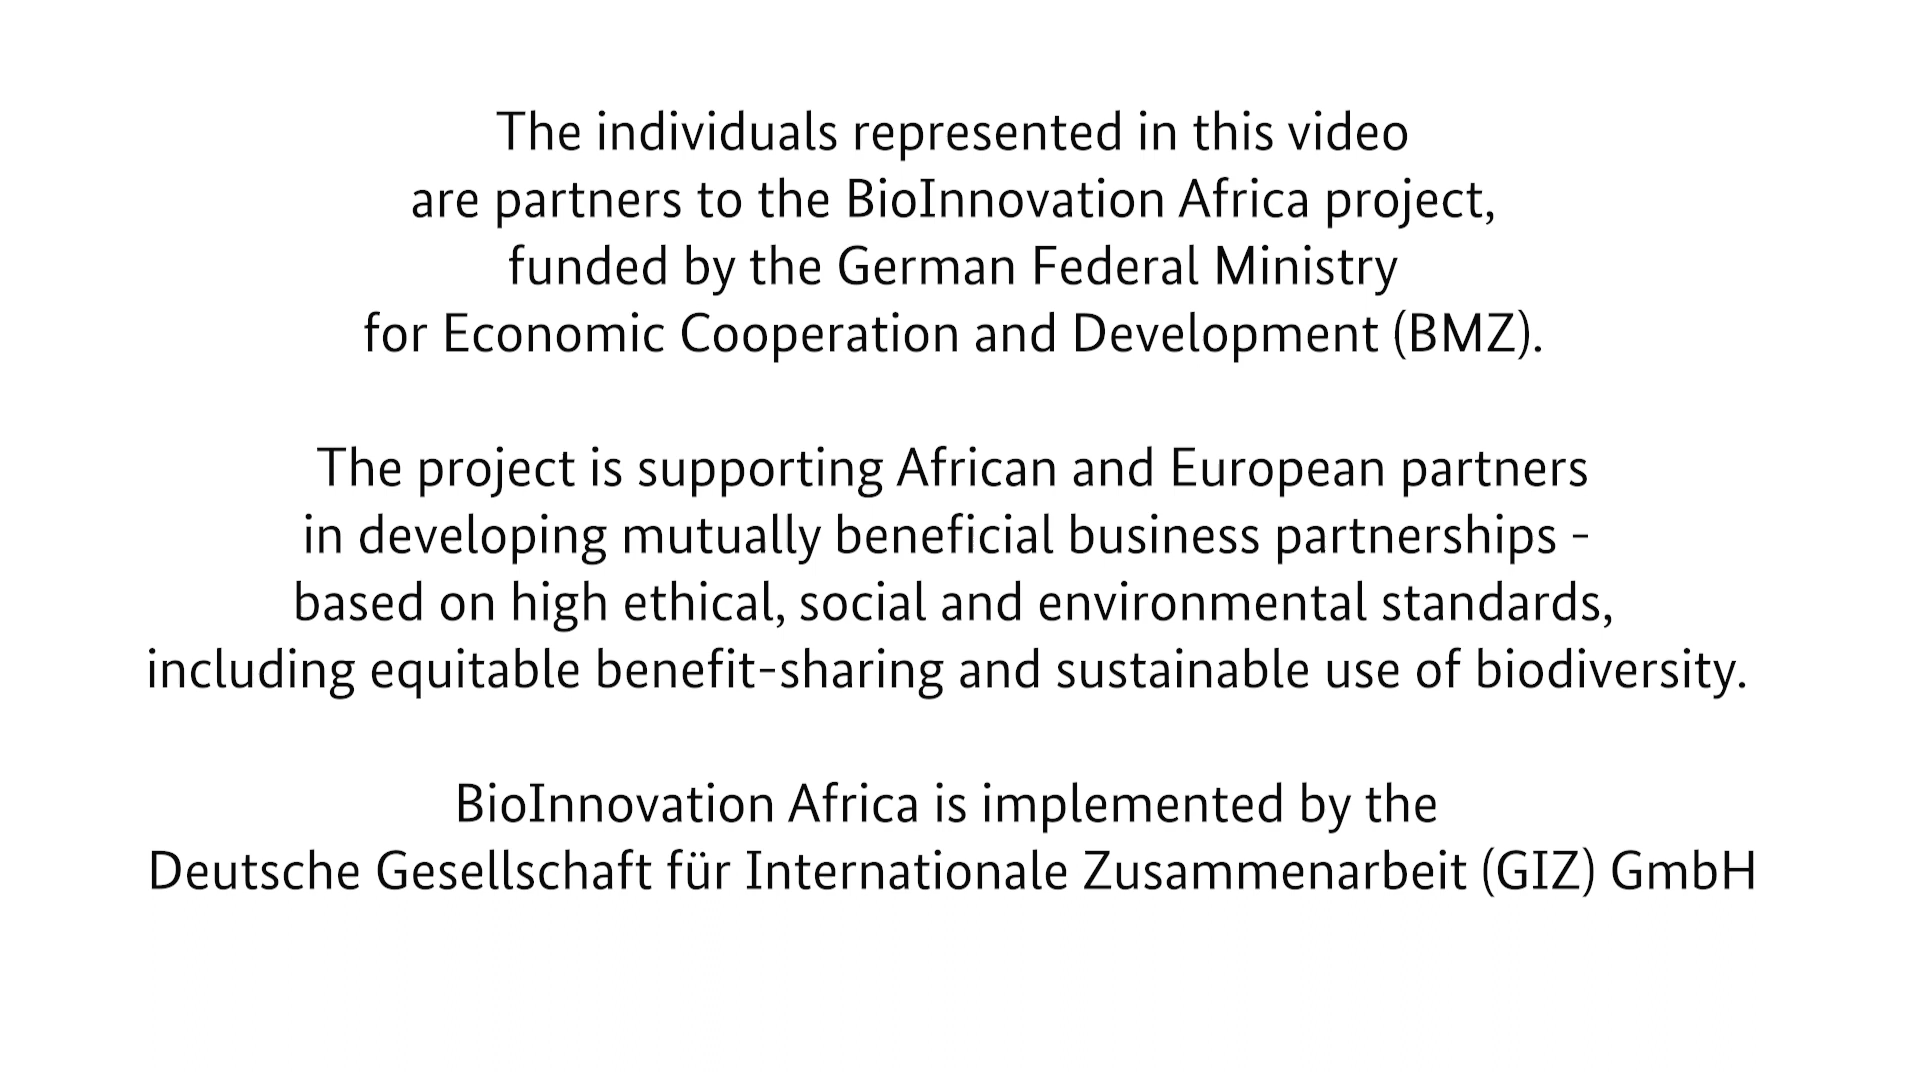 The individuals represented in this video
are partners to the BioInnovation Africa project,
funded by the German Federal Ministry
for Economic Cooperation and Development (BMZ).
The project is supporting African and European partners
in developing mutually beneficial business partnerships -
based on high ethical, social and environmental standards,
including equitable benefit-sharing and sustainable use of biodiversity.
BioInnovation Africa is implemented by the
Deutsche Gesellschaft für Internationale Zusammenarbeit (GIZ) GmbH